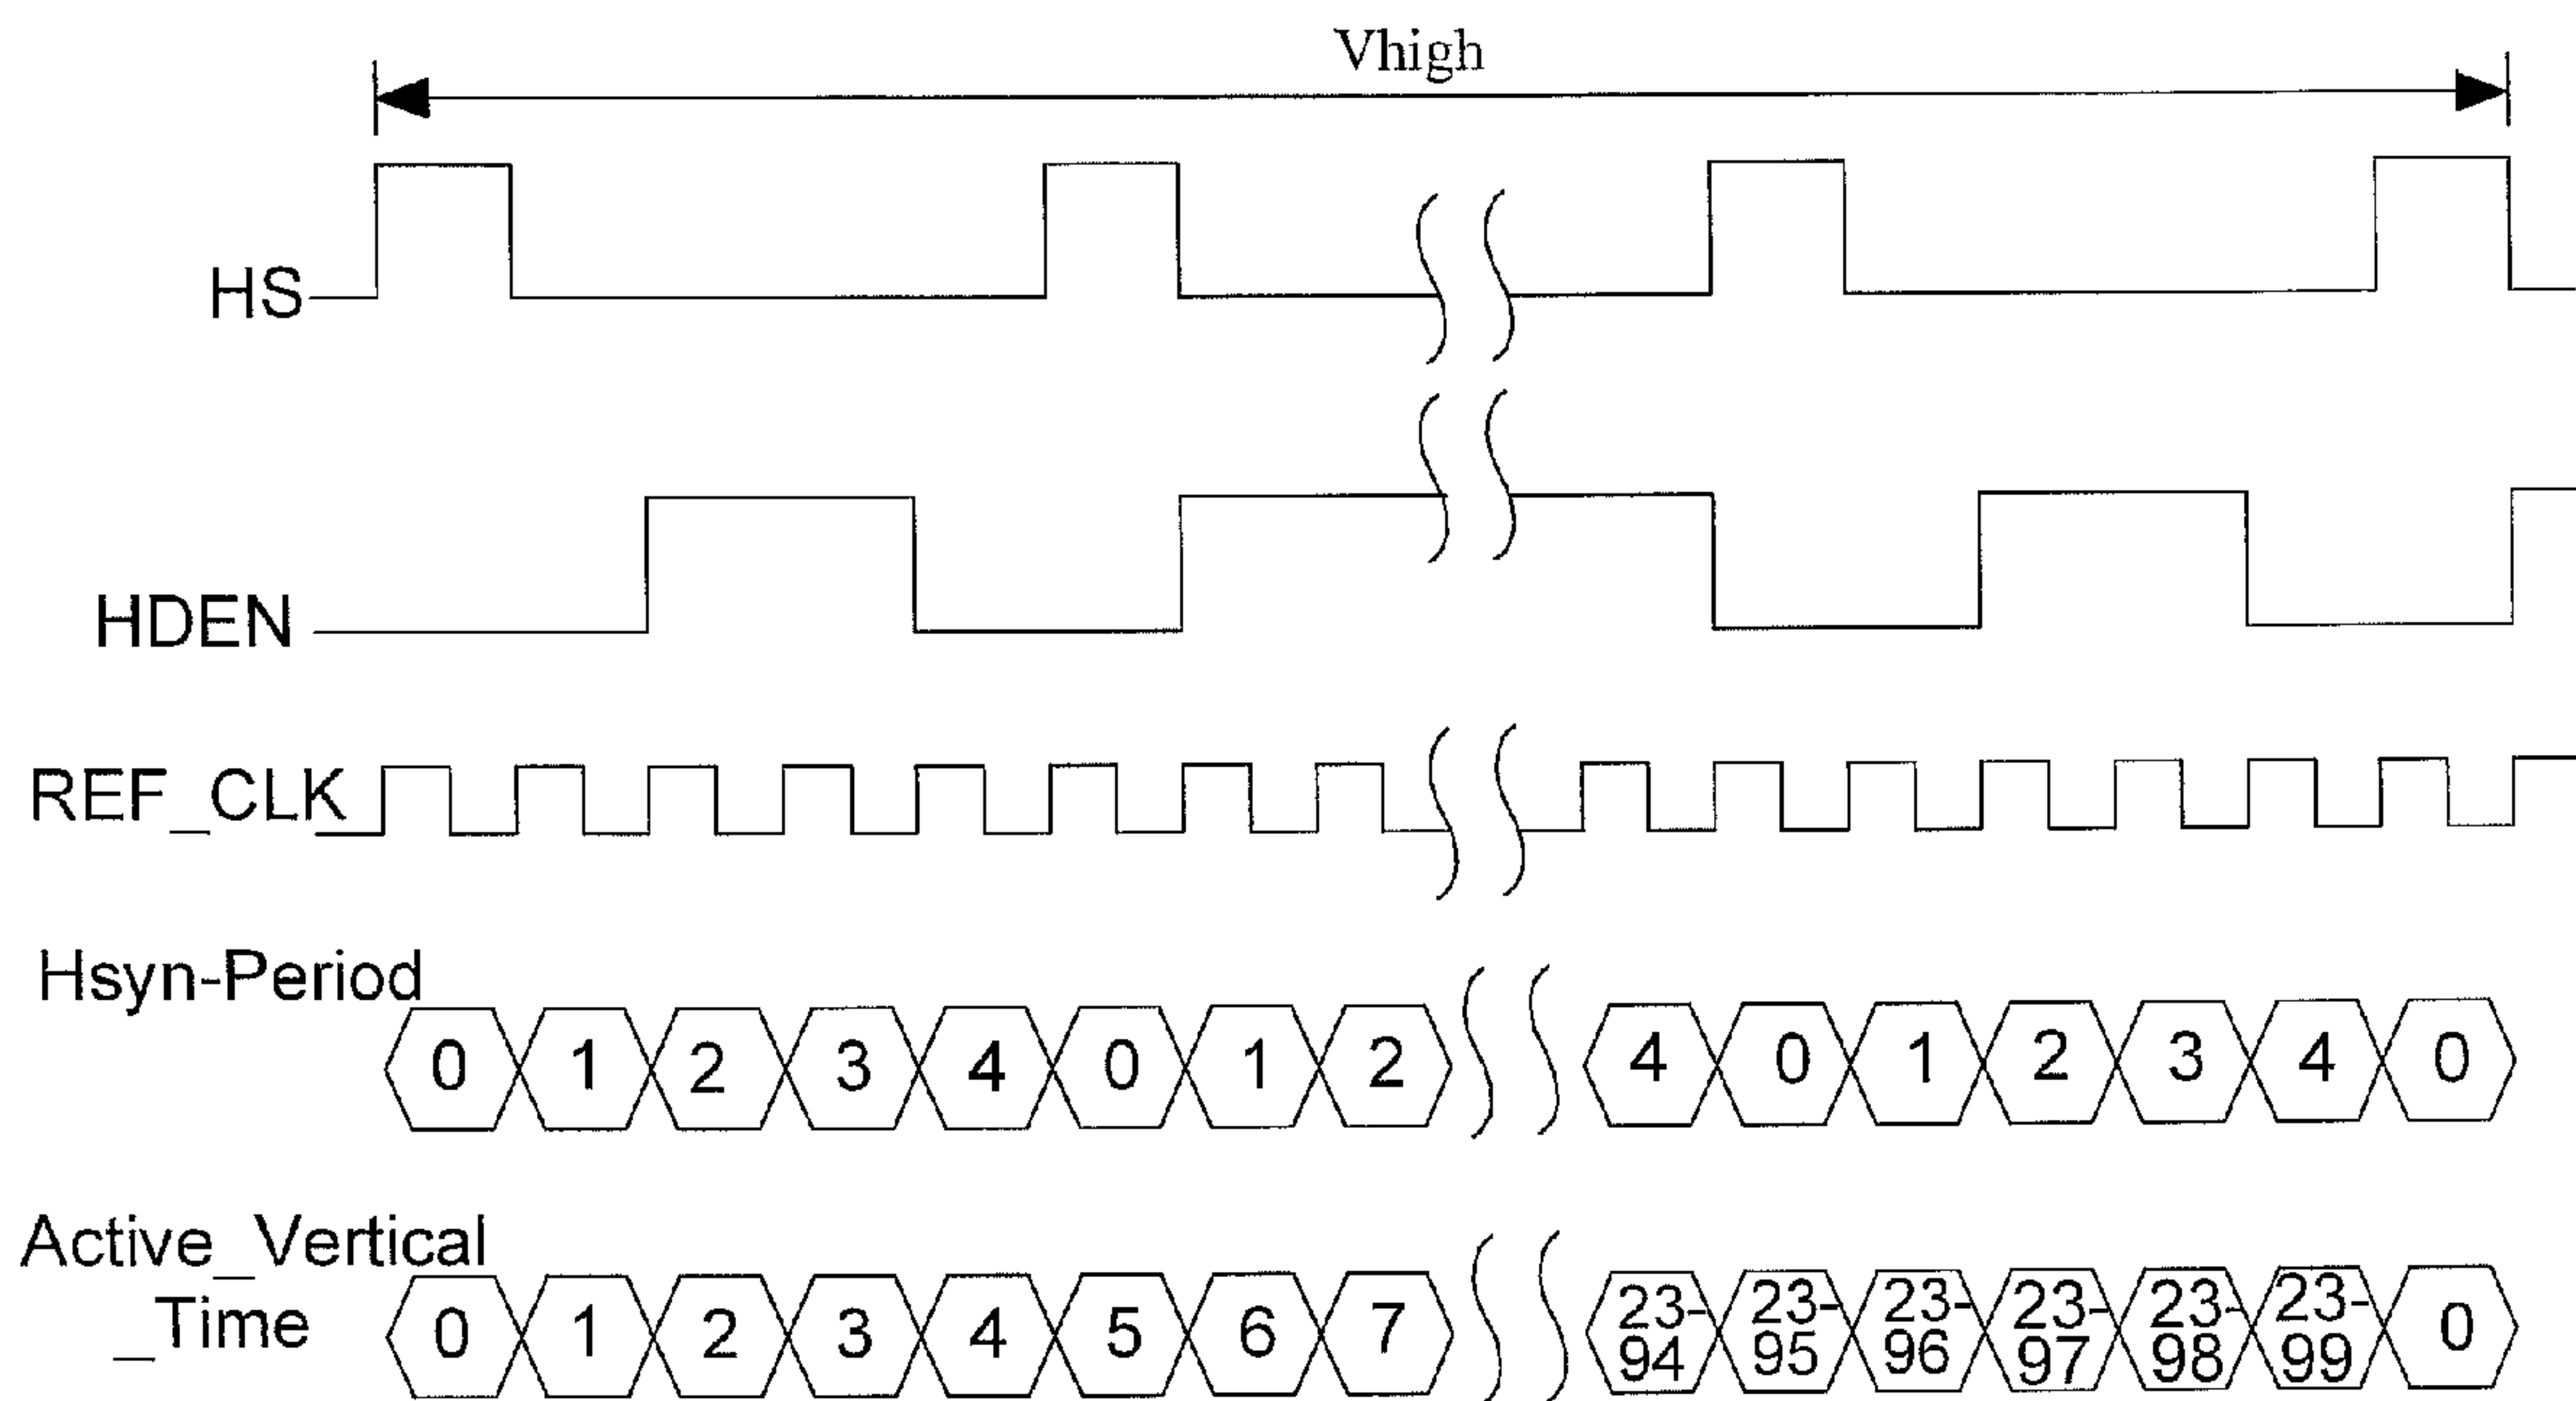 Vhigh
HS
HDEN
REF_CLK
Hsyn-Period
0 1 2 3 4 0 1 2 4 0 1 2 3 4 0
Active_Vertical
_Time
0 1 2 3 4 5 6 7 23-94 23-95 23-96 23-97 23-98 23-99 0